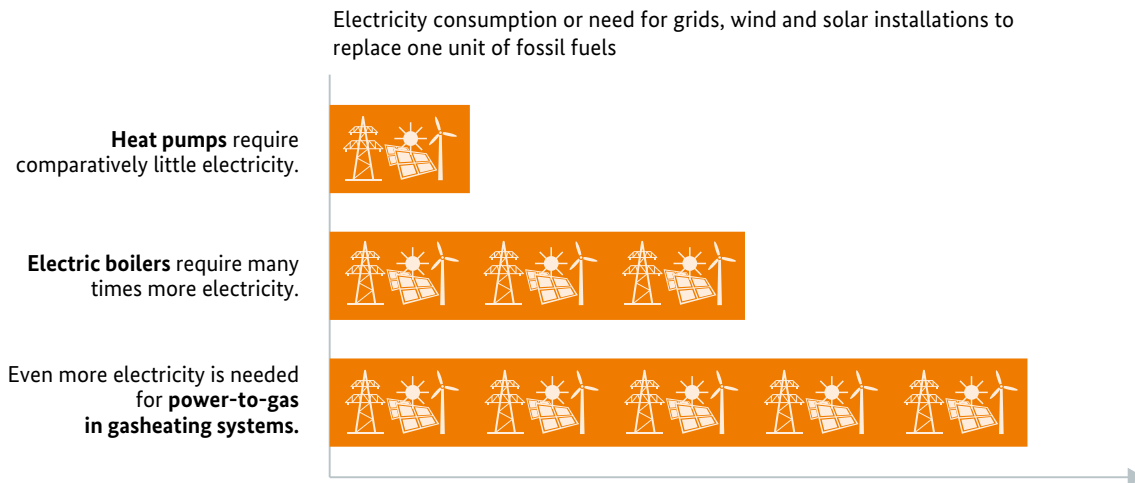 Electricity consumption or need for grids, wind and solar installations to
replace one unit of fossil fuels
Heat pumps require
comparatively little electricity.
Electric boilers require many
times more electricity.
Even more electricity is needed
for power-to-gas
in gasheating systems.